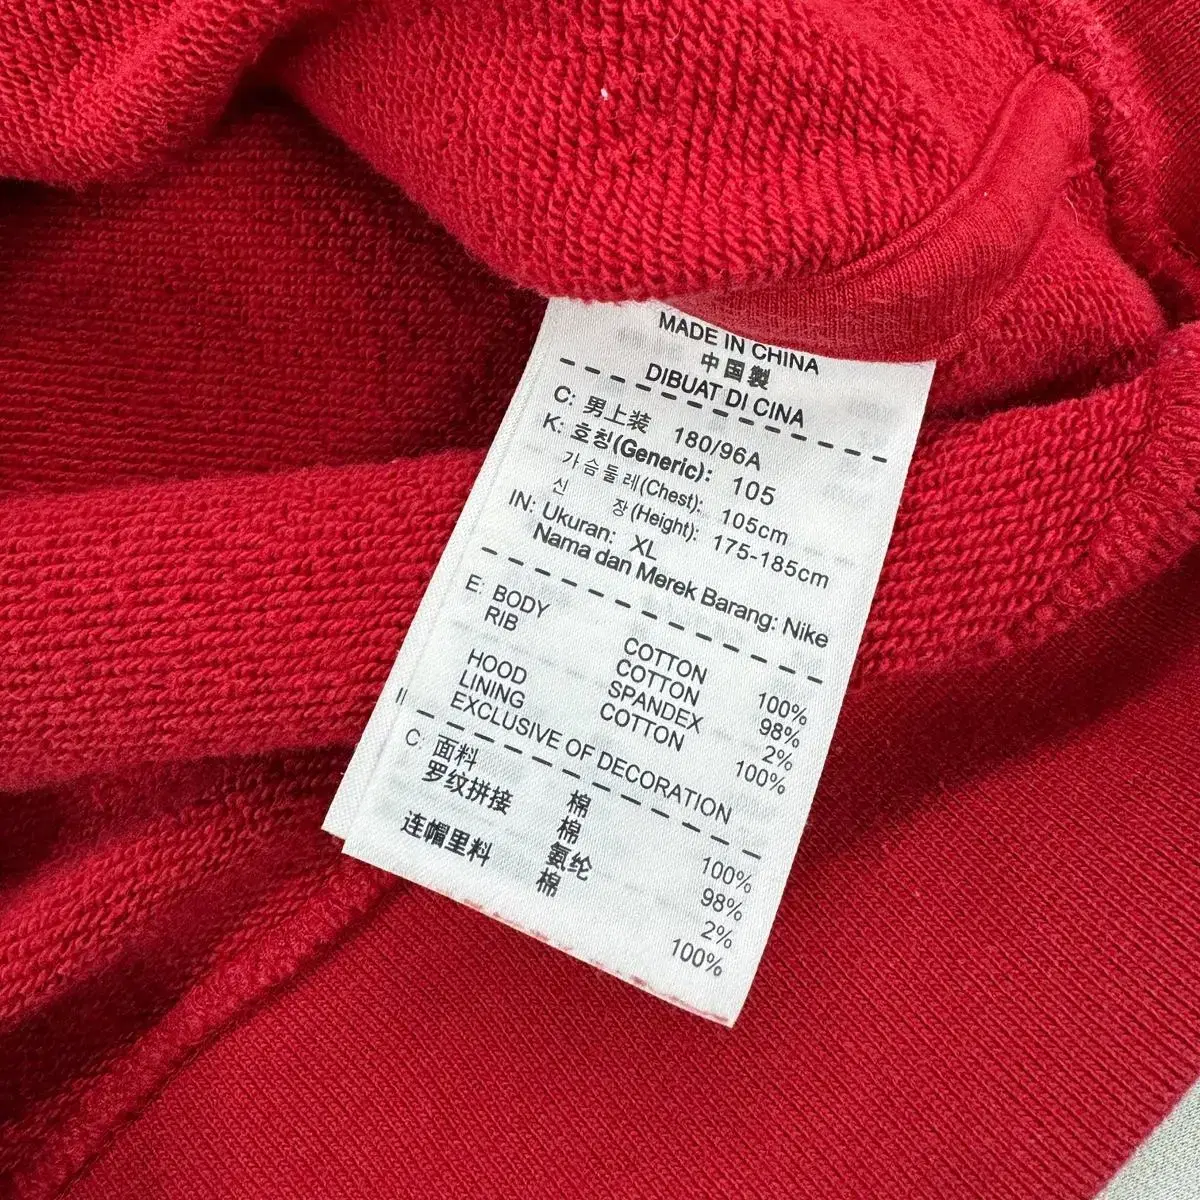 MADE IN CHINA
中国製
DIBUAT DI CINA
C: 男上装 180/96A
K: 호칭(Generic): 105
가슴둘레(Chest): 105cm
신 장(Height): 175-185cm
IN: Ukuran: XL
Nama dan Merek Barang: Nike
E: BODY COTTON 100%
RIB COTTON 98%
SPANDEX 2%
HOOD LINING COTTON 100%
EXCLUSIVE OF DECORATION
C: 面料 棉 100%
罗纹拼接 棉 98%
氨纶 2%
连帽里料 棉 100%